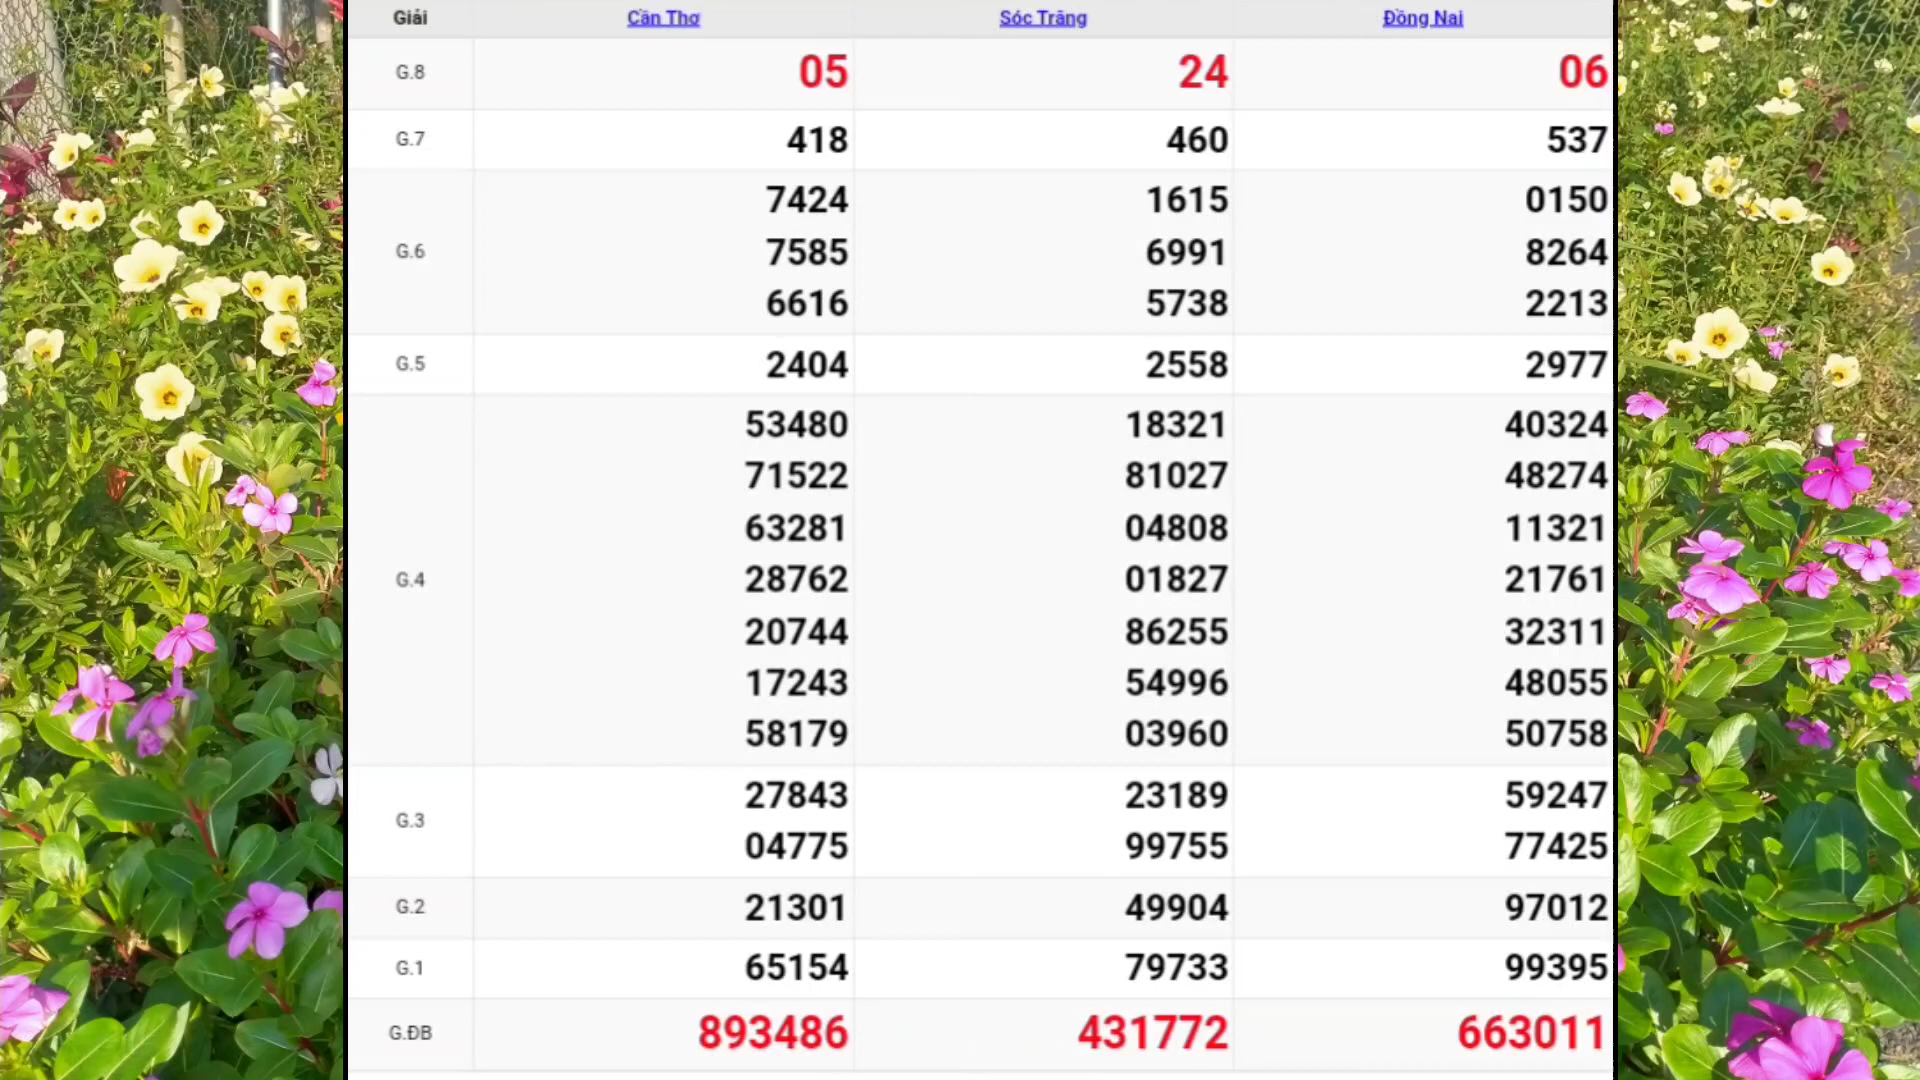 Giải Cần Thơ Sóc Trăng Đồng Nai
G.8 05 24 06
G.7 418 460 537
7424 1615 0150
G.6 7585 6991 8264
6616 5738 2213
G.5 2404 2558 2977
53480 18321 40324
71522 81027 48274
63281 04808 11321
G.4 28762 01827 21761
20744 86255 32311
17243 54996 48055
58179 03960 50758
G.3
27843 23189 59247
04775 99755 77425
G.2 21301 49904 97012
G.1 65154 79733 99395
G.ĐB 893486 431772 663011